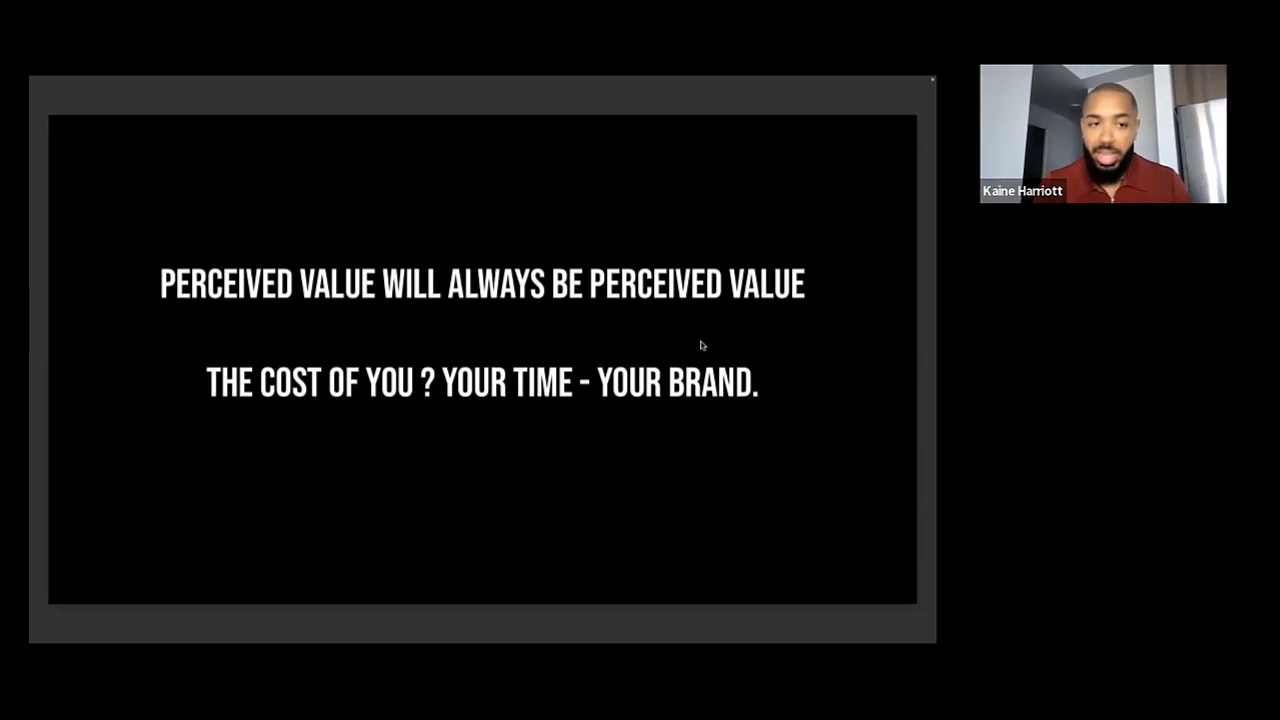 PERCEIVED VALUE WILL ALWAYS BE PERCEIVED VALUE
THE COST OF YOU ? YOUR TIME - YOUR BRAND.
Kaine Harriott